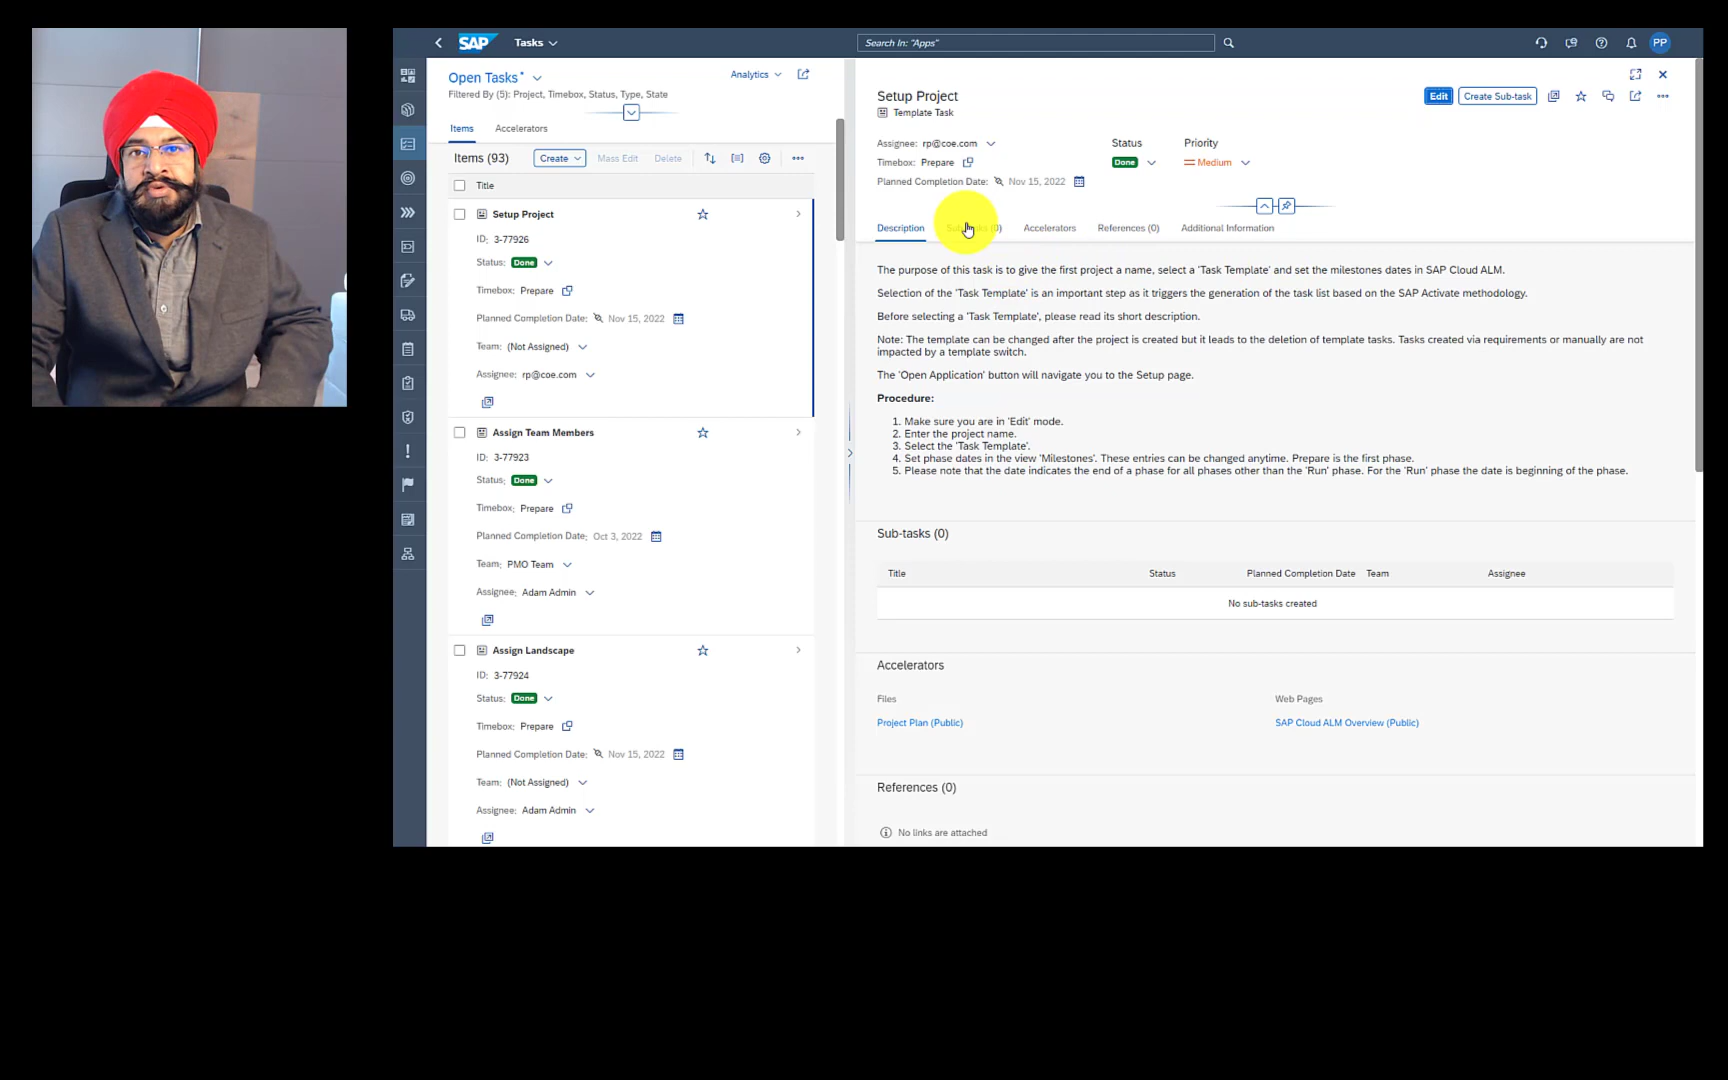 SAP Tasks
Search In: "Apps"
PP
Open Tasks*
Analytics
Filtered By (5): Project, Timebox, Status, Type, State
Items Accelerators
Items (93) Create Mass Edit Delete
Title
Setup Project
ID: 3-77926
Status: Done
Timebox: Prepare
Planned Completion Date: Nov 15, 2022
Team: (Not Assigned)
Assignee: rp@coe.com
Assign Team Members
ID: 3-77923
Status: Done
Timebox: Prepare
Planned Completion Date: Oct 3, 2022
Team: PMO Team
Assignee: Adam Admin
Assign Landscape
ID: 3-77924
Status: Done
Timebox: Prepare
Planned Completion Date: Nov 15, 2022
Team: (Not Assigned)
Assignee: Adam Admin
Setup Project
Edit Create Sub-task
Template Task
Assignee: rp@coe.com
Timebox: Prepare
Planned Completion Date: Nov 15, 2022
Status
Done
Priority
Medium
Description Sub-tasks (0) Accelerators References (0) Additional Information
The purpose of this task is to give the first project a name, select a 'Task Template' and set the milestones dates in SAP Cloud ALM.
Selection of the 'Task Template' is an important step as it triggers the generation of the task list based on the SAP Activate methodology.
Before selecting a 'Task Template', please read its short description.
Note: The template can be changed after the project is created but it leads to the deletion of template tasks. Tasks created via requirements or manually are not
impacted by a template switch.
The 'Open Application' button will navigate you to the Setup page.
Procedure:
1. Make sure you are in 'Edit' mode.
2. Enter the project name.
3. Select the 'Task Template'.
4. Set phase dates in the view 'Milestones'. These entries can be changed anytime. Prepare is the first phase.
5. Please note that the date indicates the end of a phase for all phases other than the 'Run' phase. For the 'Run' phase the date is beginning of the phase.
Sub-tasks (0)
Title Status Planned Completion Date Team Assignee
No sub-tasks created
Accelerators
Files Web Pages
Project Plan (Public) SAP Cloud ALM Overview (Public)
References (0)
No links are attached